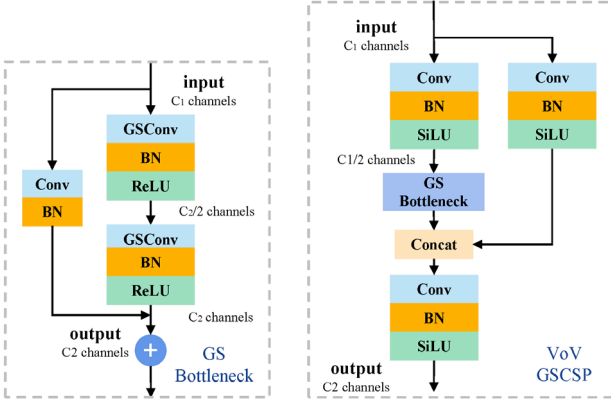 input
C1 channels
GSConv
BN
ReLU
Conv
BN
C2/2 channels
GSConv
BN
ReLU
C2 channels
output
C2 channels
+
GS
Bottleneck
input
C1 channels
Conv
BN
SiLU
Conv
BN
SiLU
C1/2 channels
GS
Bottleneck
Concat
Conv
BN
SiLU
output
C2 channels
VoV
GSCSP